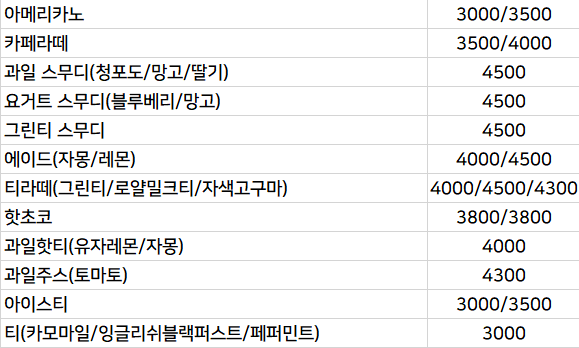 아메리카노 3000/3500
카페라떼 3500/4000
과일 스무디(청포도/망고/딸기) 4500
요거트 스무디(블루베리/망고) 4500
그린티 스무디 4500
에이드(자몽/레몬) 4000/4500
티라떼(그린티/로얄밀크티/자색고구마) 4000/4500/4300
핫초코 3800/3800
과일핫티(유자레몬/자몽) 4000
과일주스(토마토) 4300
아이스티 3000/3500
티(카모마일/잉글리쉬블랙퍼스트/페퍼민트) 3000